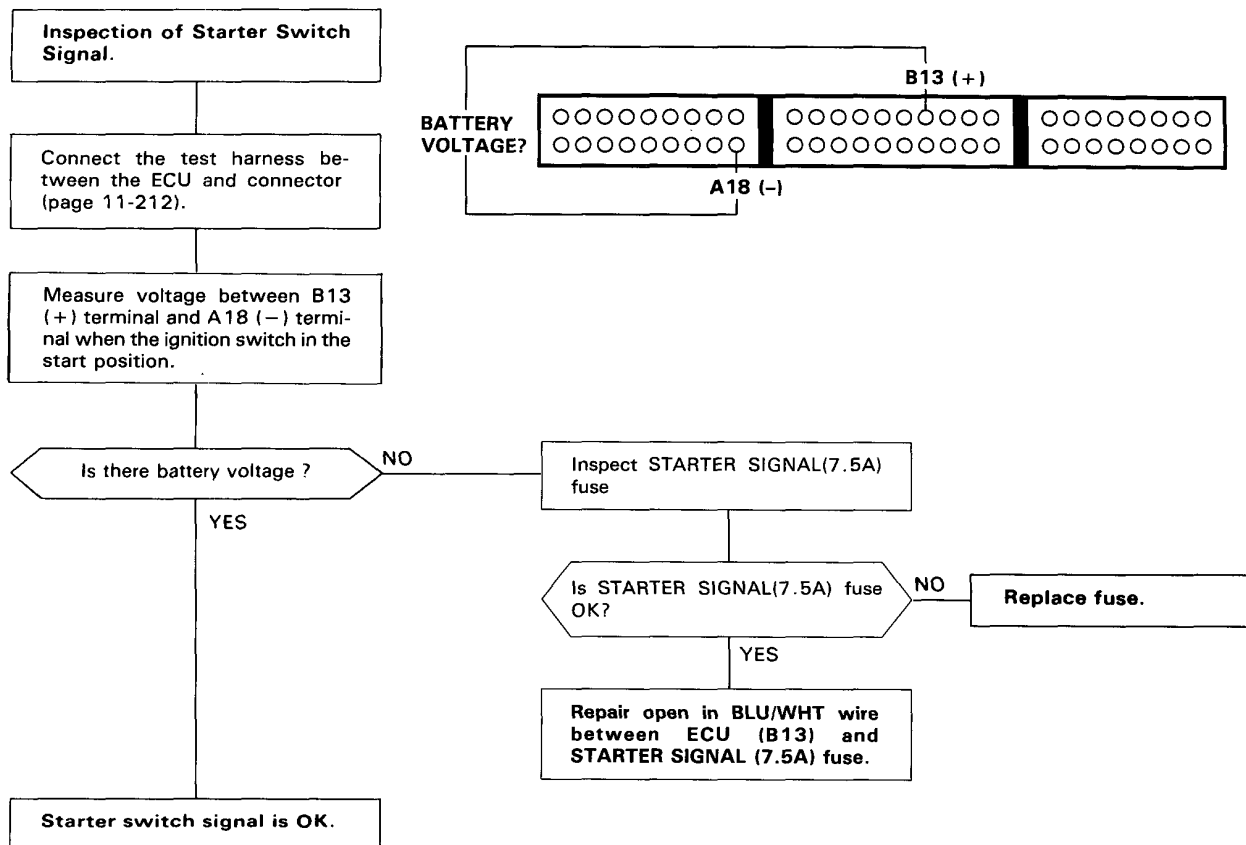 Inspection of Starter Switch
Signal.
B13 (+)
BATTERY
VOLTAGE?
A18 (–)
Connect the test harness be-
tween the ECU and connector
(page 11-212).
Measure voltage between B13
(+) terminal and A18 (–) termi-
nal when the ignition switch in the
start position.
Is there battery voltage ?
NO
YES
Inspect STARTER SIGNAL(7.5A)
fuse
Is STARTER SIGNAL(7.5A) fuse
OK?
NO
Replace fuse.
YES
Repair open in BLU/WHT wire
between ECU (B13) and
STARTER SIGNAL (7.5A) fuse.
Starter switch signal is OK.